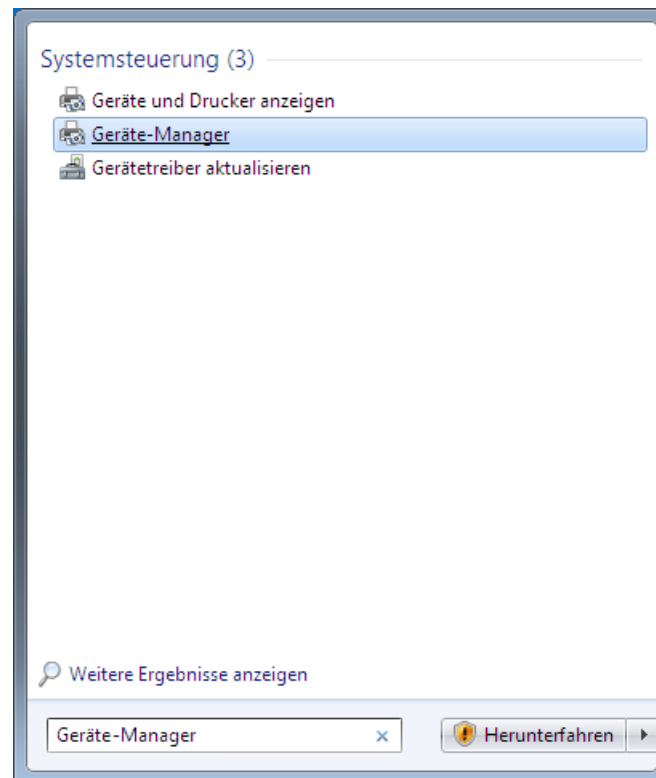 Systemsteuerung (3)
Geräte und Drucker anzeigen
Geräte-Manager
Gerätetreiber aktualisieren
Weitere Ergebnisse anzeigen
Geräte-Manager
Herunterfahren